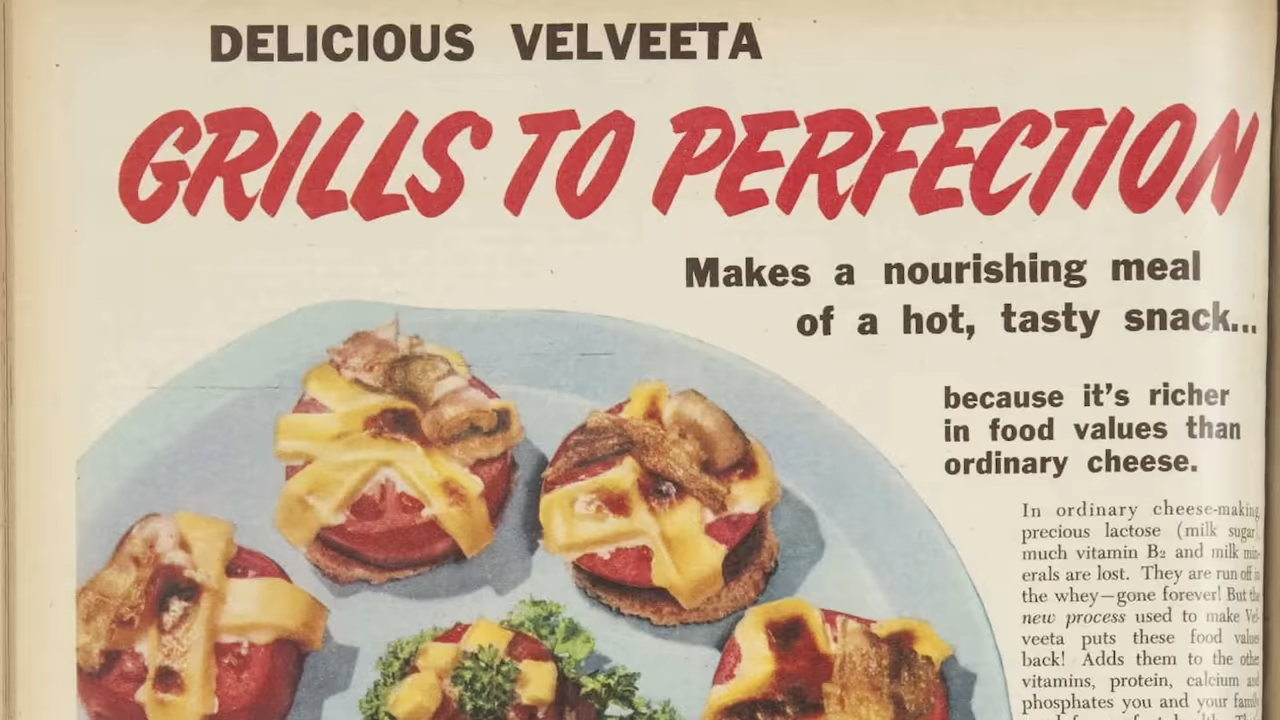 DELICIOUS VELVEETA
GRILLS TO PERFECTION
Makes a nourishing meal
of a hot, tasty snack...
because it's richer
in food values than
ordinary cheese.
In ordinary cheese-making
precious lactose (milk sugar)
much vitamin B₂ and milk min-
erals are lost. They are run off in
the whey—gone forever! But the
new process used to make Vel-
veeta puts these food values
back! Adds them to the other
vitamins, protein, calcium and
phosphates you and your family